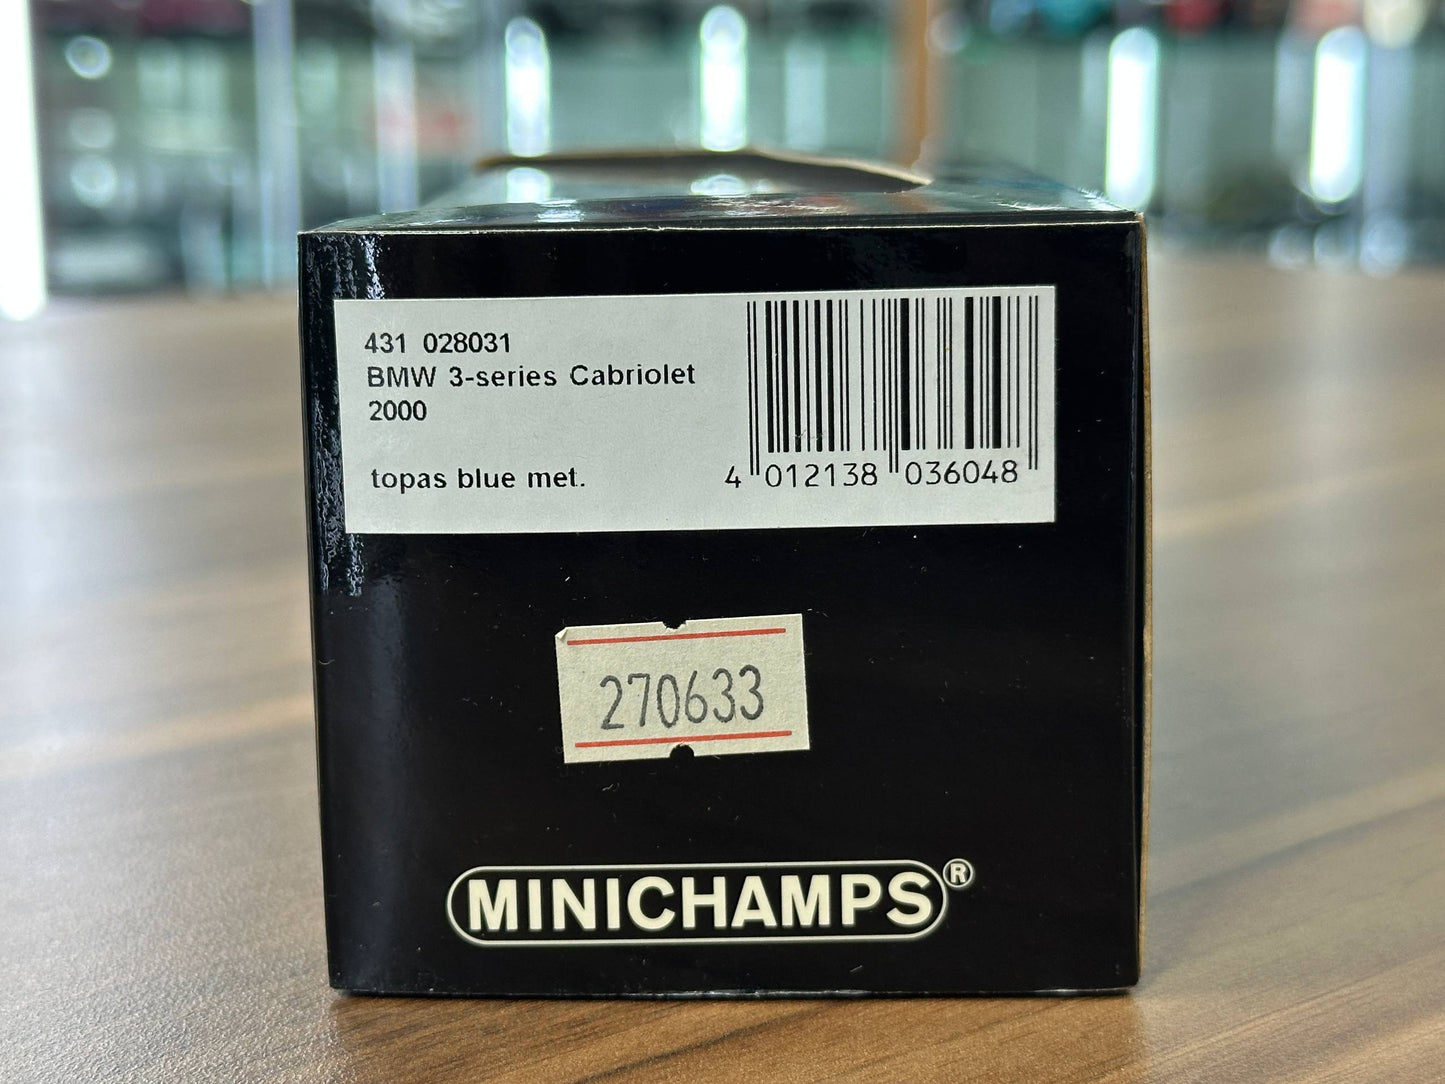 431 028031
BMW 3-series Cabriolet
2000
topas blue met.
4 012138 036048
270633
MINICHAMPS®